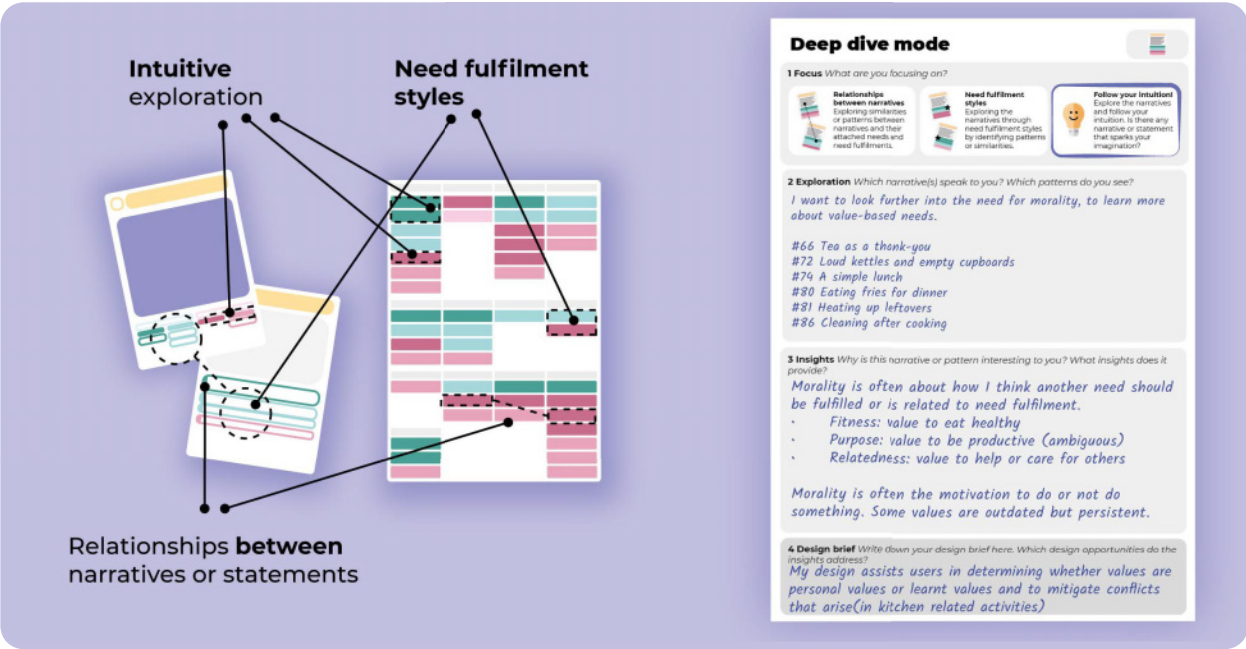 Intuitive
exploration
Need fulfilment
styles
Relationships between
narratives or statements
Deep dive mode
1 Focus What are you focusing on?
Relationships
between narratives
Exploring similarities
or patterns between
narratives and their
attached needs and
need fulfilments.
Need fulfilment
styles
Exploring the
narratives through
need fulfilment styles
by identifying patterns
or similarities.
Follow your intuition!
Explore the narratives
and follow your
intuition. Is there any
narrative or statement
that sparks your
imagination?
2 Exploration Which narrative(s) speak to you? Which patterns do you see?
I want to look further into the need for morality, to learn more
about value-based needs.
#66 Tea as a thank-you
#72 Loud kettles and empty cupboards
#74 A simple lunch
#80 Eating fries for dinner
#81 Heating up leftovers
#86 Cleaning after cooking
3 Insights Why is this narrative or pattern interesting to you? What insights does it
provide?
Morality is often about how I think another need should
be fulfilled or is related to need fulfilment.
· Fitness: value to eat healthy
· Purpose: value to be productive (ambiguous)
· Relatedness: value to help or care for others
Morality is often the motivation to do or not do
something. Some values are outdated but persistent.
4 Design brief Write down your design brief here. Which design opportunities do the
insights address?
My design assists users in determining whether values are
personal values or learnt values and to mitigate conflicts
that arise(in kitchen related activities)